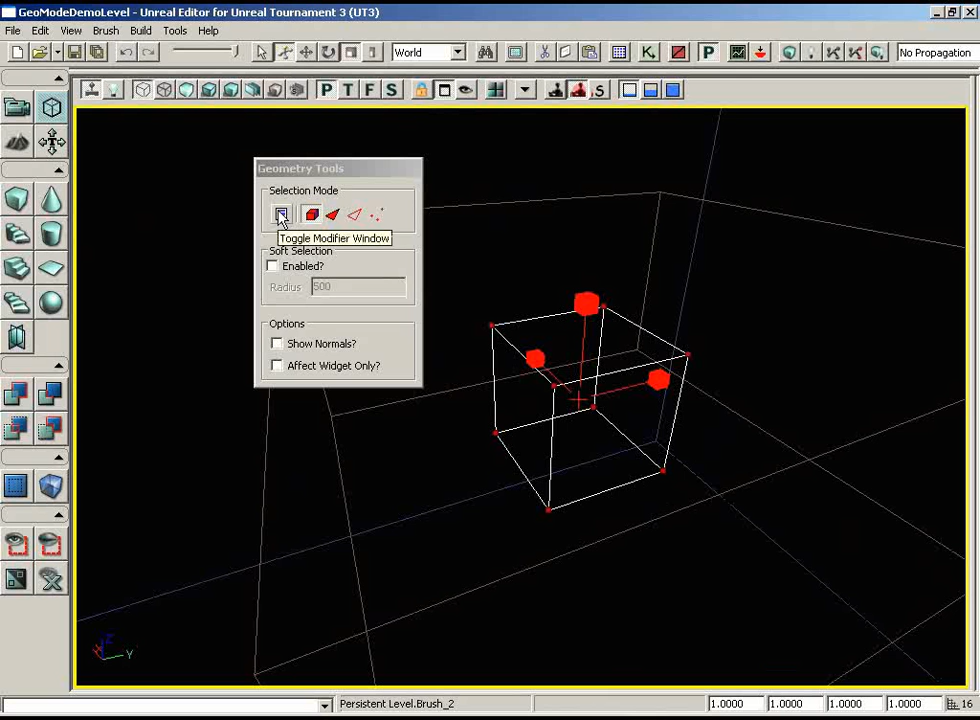 GeoModeDemoLevel - Unreal Editor for Unreal Tournament 3 (UT3)
File Edit View Brush Build Tools Help
World
No Propagation
P T F S
Geometry Tools
Selection Mode
Toggle Modifier Window
Soft Selection
Enabled?
Radius 500
Options
Show Normals?
Affect Widget Only?
Z
X Y
Persistent Level.Brush_2
1.0000 1.0000 1.0000 1.0000 16